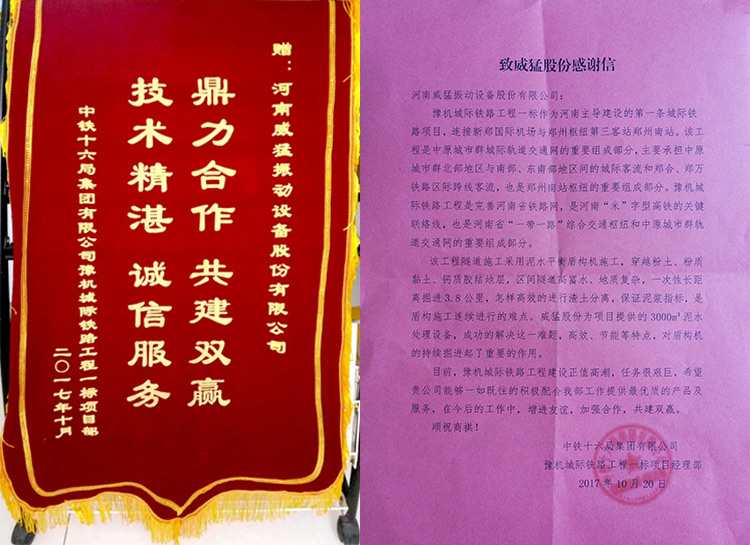 赠：河南威猛振动设备股份有限公司
鼎力合作 共建双赢
技术精湛 诚信服务
中铁十六局集团有限公司豫机城际铁路工程一标项目部
二〇一七年十月
致威猛股份感谢信
河南威猛振动设备股份有限公司：
豫机城际铁路工程一标作为河南主导建设的第一条城际铁
路项目，连接新郑国际机场与郑州枢纽第三客站郑州南站。该工
程是中原城市群城际轨道交通网的重要组成部分，主要承担中原
城市群北部地区与南部、东南部地区间的城际客流和郑合、郑万
铁路区际跨线客流，也是郑州南站枢纽的重要组成部分。豫机城
际铁路工程是完善河南省铁路网，是河南“米”字型高铁的关键
联络线，也是河南省“一带一路”综合交通枢纽和中原城市群轨
道交通网的重要组成部分。
该工程隧道施工采用泥水平衡盾构机施工，穿越粉土、粉质
黏土、钙质胶结地层，区间隧道高富水、地质复杂，一次性长距
离掘进3.8公里，怎样高效的进行渣土分离，保证泥浆指标，是
盾构施工连续进行的难点。威猛股份为项目提供的3000m³泥水
处理设备，成功的解决这一难题，高效、节能等特点，对盾构机
的持续掘进起了重要的作用。
目前，豫机城际铁路工程建设正值高潮，任务很艰巨，希望
贵公司能够一如既往的积极配合我部工作提供最优质的产品及
服务，在今后的工作中，增进友谊，加强合作，共建双赢。
顺祝商祺！
中铁十六局集团有限公司
豫机城际铁路工程一标项目经理部
2017年10月20日